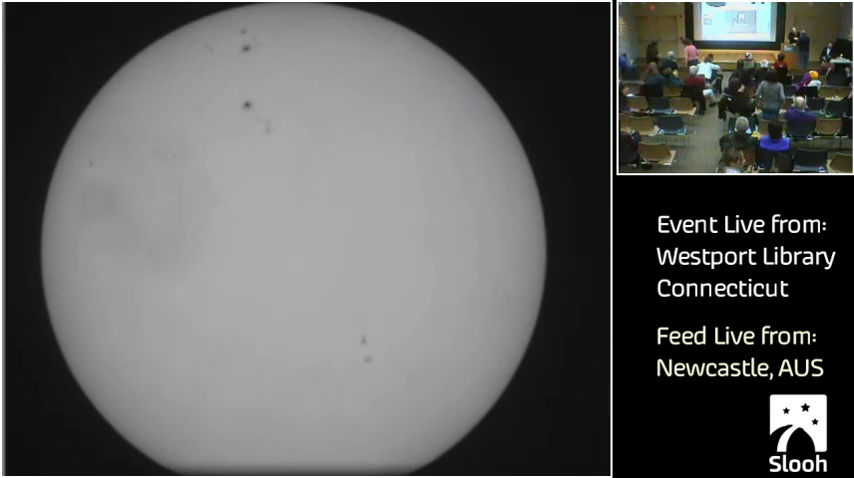 Event Live from:
Westport Library
Connecticut
Feed Live from:
Newcastle, AUS
Slooh